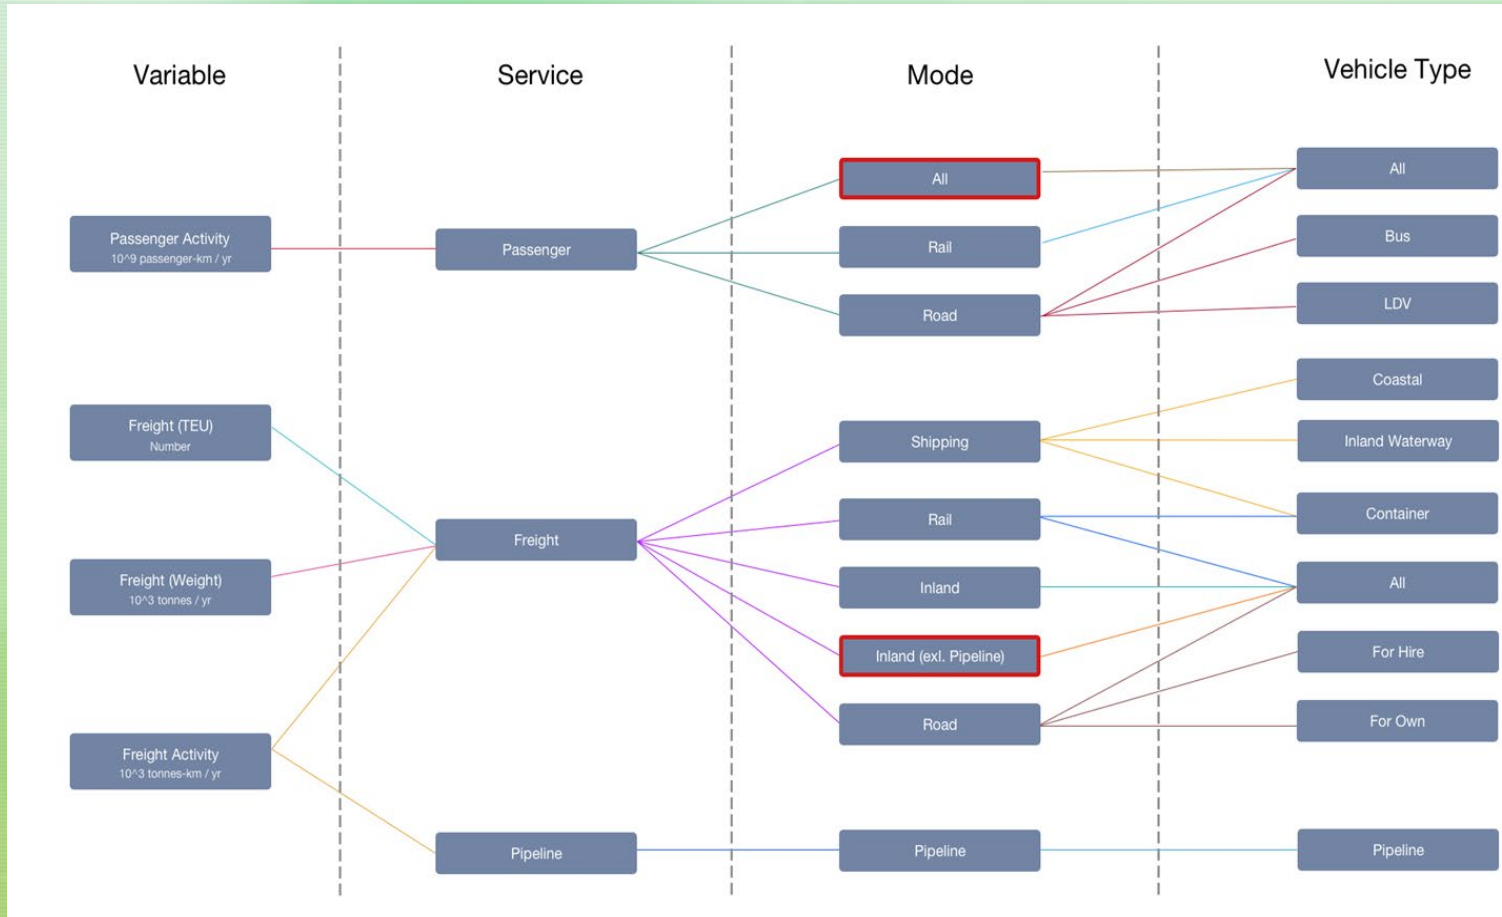 Variable
Service
Mode
Vehicle Type
Passenger Activity
10^9 passenger-km / yr
Freight (TEU)
Number
Freight (Weight)
10^3 tonnes / yr
Freight Activity
10^3 tonnes-km / yr
Passenger
Freight
Pipeline
All
Rail
Road
Shipping
Rail
Inland
Inland (exl. Pipeline)
Road
Pipeline
All
Bus
LDV
Coastal
Inland Waterway
Container
All
For Hire
For Own
Pipeline